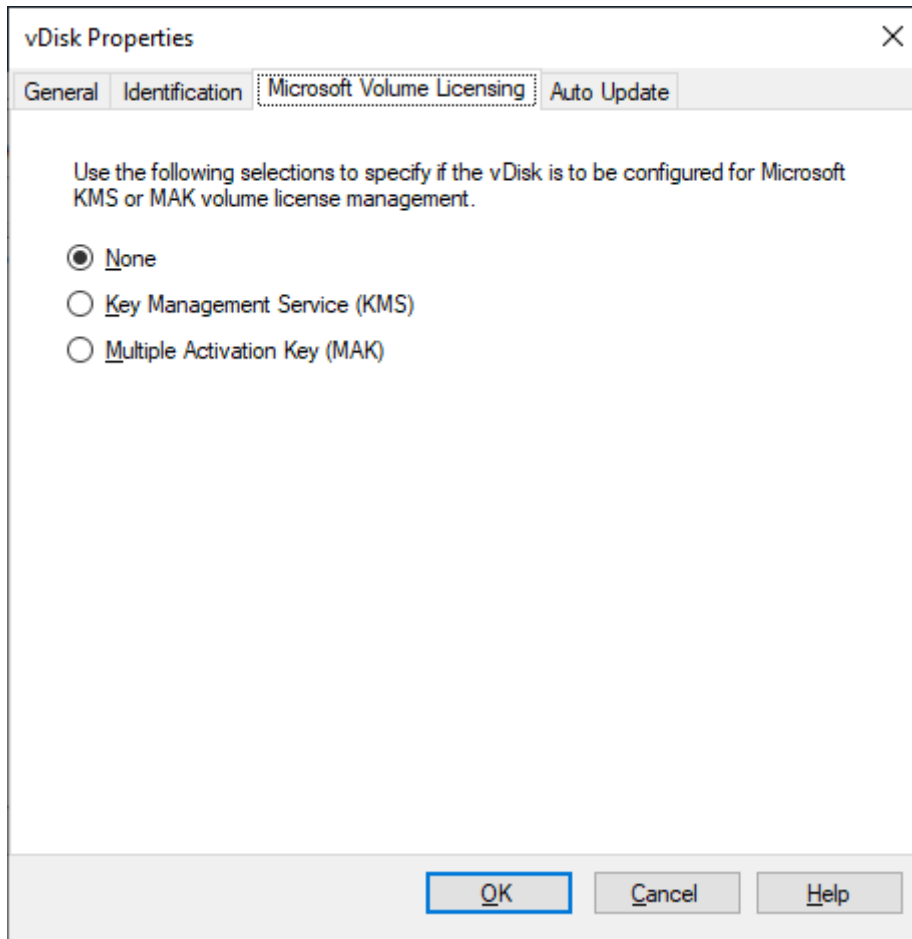 vDisk Properties
General Identification Microsoft Volume Licensing Auto Update
Use the following selections to specify if the vDisk is to be configured for Microsoft
KMS or MAK volume license management.
None
Key Management Service (KMS)
Multiple Activation Key (MAK)
OK Cancel Help